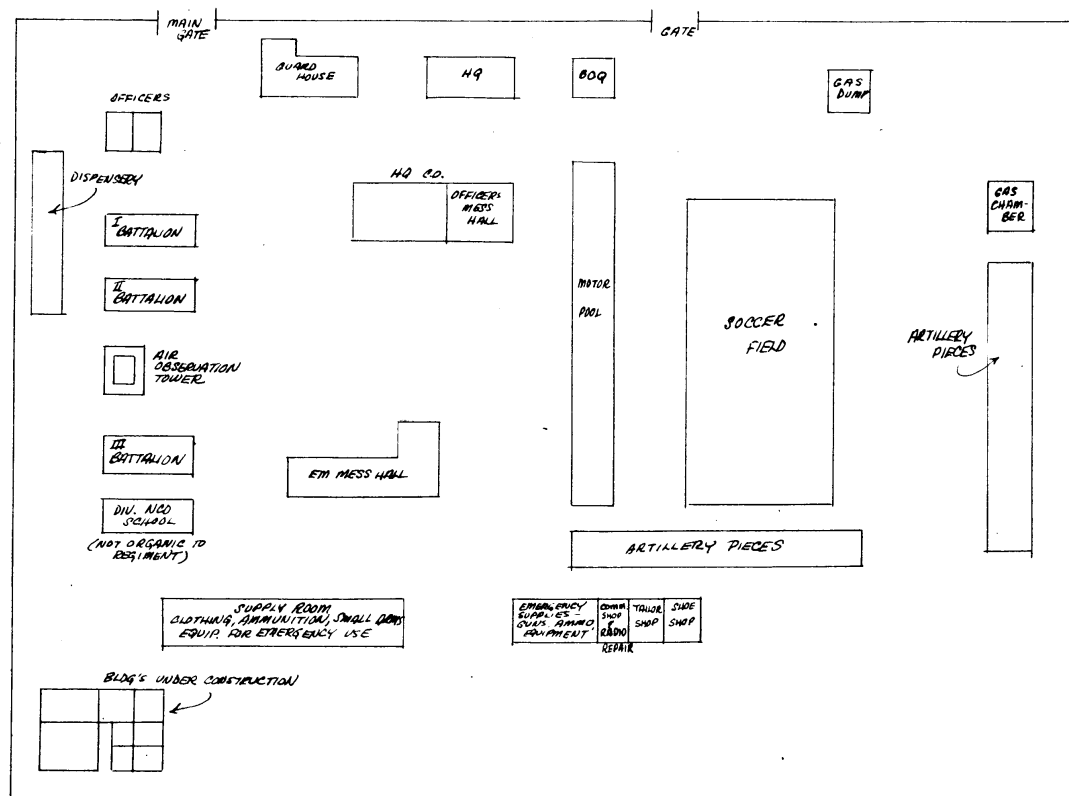 MAIN
GATE
GATE
GUARD
HOUSE
HQ
BOQ
GAS
DUMP
OFFICERS
DISPENSERY
HQ CO.
OFFICERS
MESS
HALL
GAS
CHAM-
BER
I
BATTALION
II
BATTALION
MOTOR
POOL
SOCCER
FIELD
ARTILLERY
PIECES
AIR
OBSERVATION
TOWER
III
BATTALION
EM MESS HALL
DIV. NCO
SCHOOL
(NOT ORGANIC TO
REGIMENT)
ARTILLERY PIECES
SUPPLY ROOM
CLOTHING, AMMUNITION, SMALL ARMS
EQUIP. FOR EMERGENCY USE
EMERGENCY
SUPPLIES -
GUNS, AMMO
EQUIPMENT
COMM.
SHOP
&
RADIO
REPAIR
TAILOR
SHOP
SHOE
SHOP
BLDG'S UNDER CONSTRUCTION